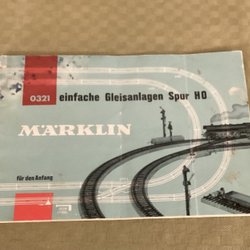 0321 einfache Gleisanlagen Spur HO
MÄRKLIN
für den Anfang